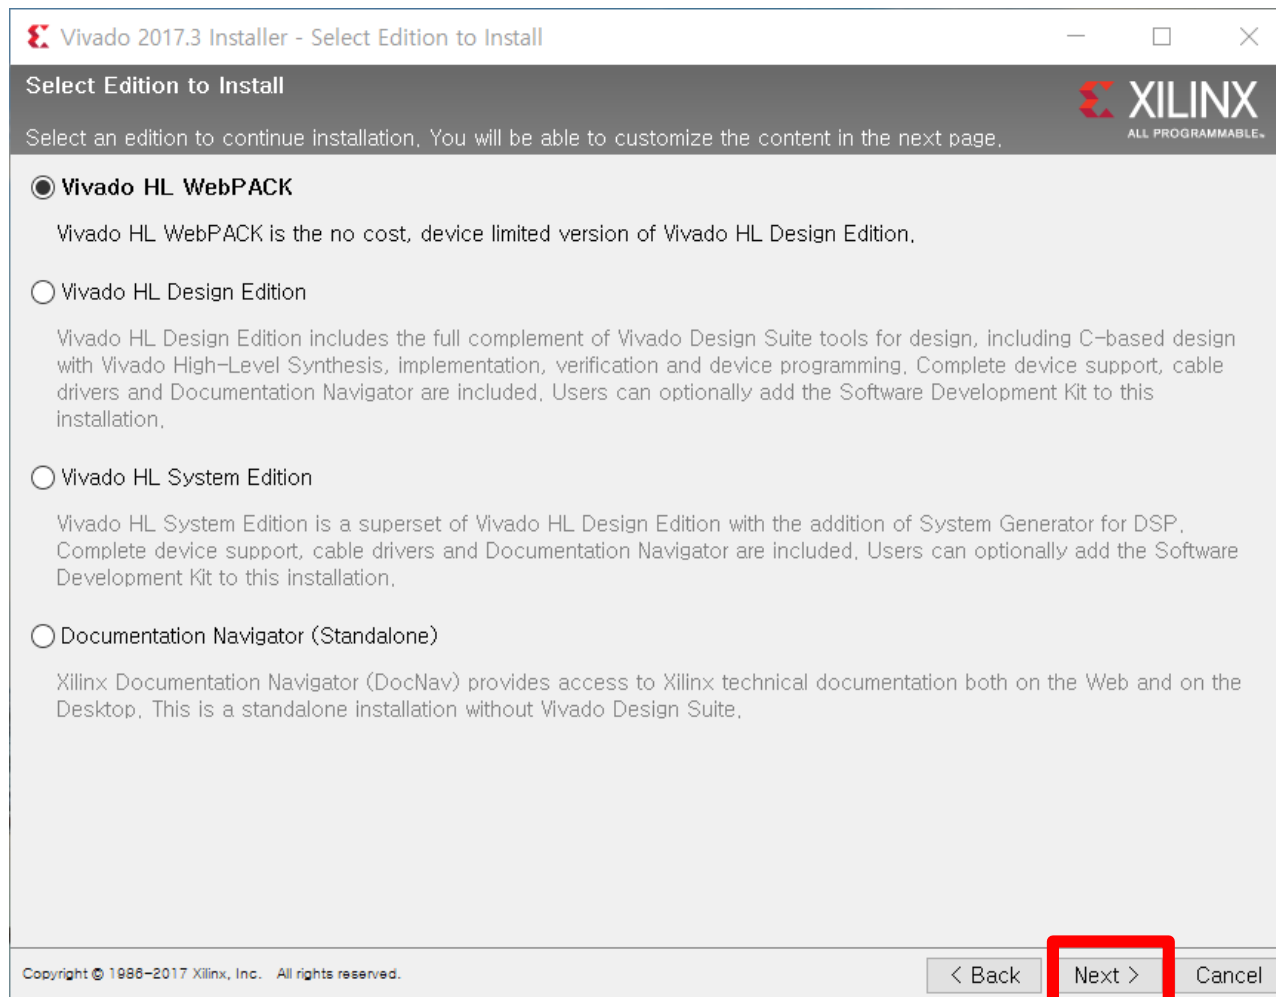 Vivado 2017.3 Installer - Select Edition to Install
Select Edition to Install
XILINX
ALL PROGRAMMABLE™
Select an edition to continue installation. You will be able to customize the content in the next page.
Vivado HL WebPACK
Vivado HL WebPACK is the no cost, device limited version of Vivado HL Design Edition.
Vivado HL Design Edition
Vivado HL Design Edition includes the full complement of Vivado Design Suite tools for design, including C-based design
with Vivado High-Level Synthesis, implementation, verification and device programming. Complete device support, cable
drivers and Documentation Navigator are included. Users can optionally add the Software Development Kit to this
installation.
Vivado HL System Edition
Vivado HL System Edition is a superset of Vivado HL Design Edition with the addition of System Generator for DSP.
Complete device support, cable drivers and Documentation Navigator are included. Users can optionally add the Software
Development Kit to this installation.
Documentation Navigator (Standalone)
Xilinx Documentation Navigator (DocNav) provides access to Xilinx technical documentation both on the Web and on the
Desktop. This is a standalone installation without Vivado Design Suite.
Copyright © 1986-2017 Xilinx, Inc. All rights reserved.
< Back
Next >
Cancel